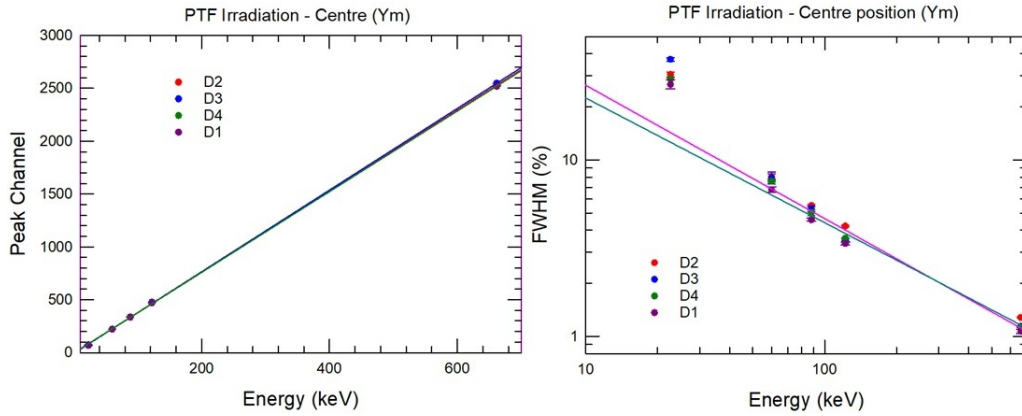 PTF Irradiation - Centre (Ym)
3000
2500
2000
1500
1000
500
0
200
400
600
Peak Channel
Energy (keV)
D2
D3
D4
D1
PTF Irradiation - Centre position (Ym)
10
1
10
100
FWHM (%)
Energy (keV)
D2
D3
D4
D1